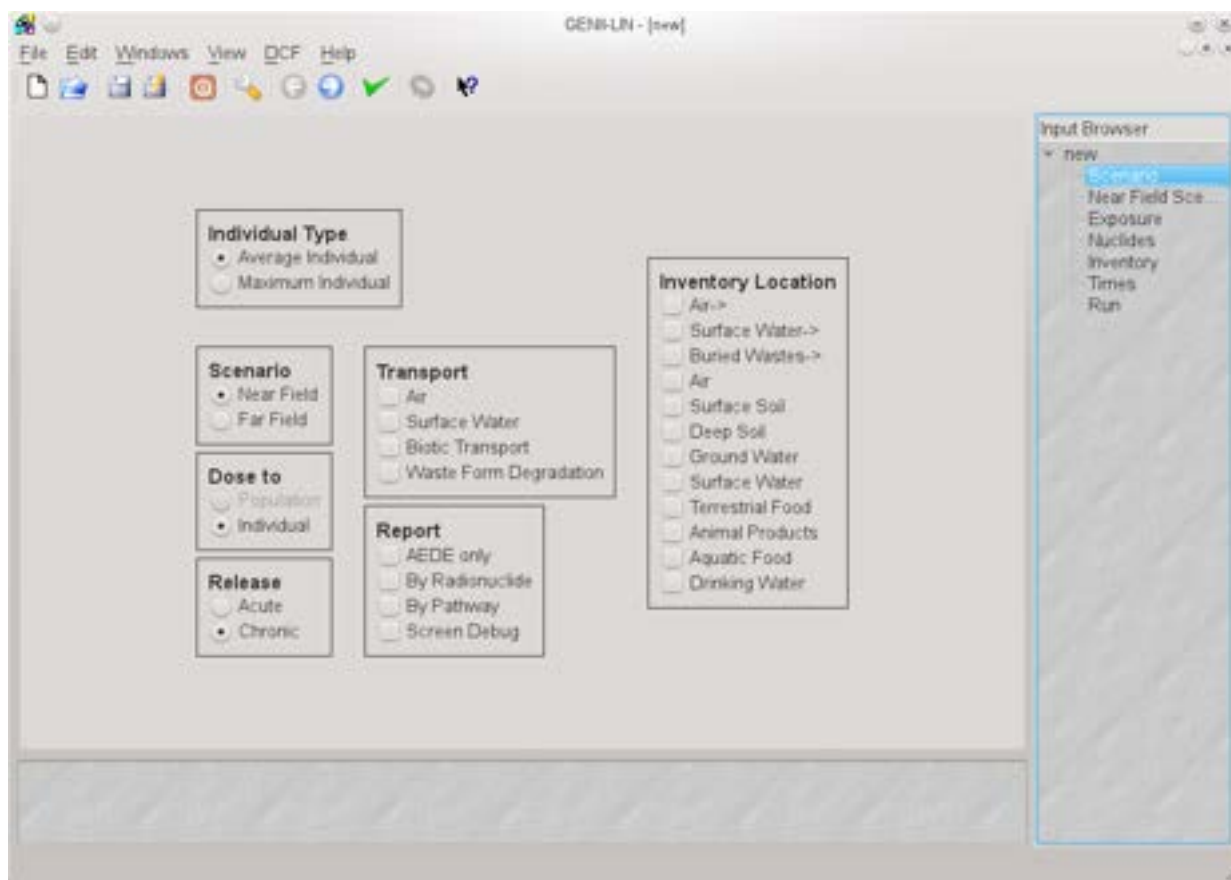 GENII-LIN - [new]
File Edit Windows View DCF Help
Individual Type
Average Individual
Maximum Individual
Scenario
Near Field
Far Field
Dose to
Population
Individual
Release
Acute
Chronic
Transport
Air
Surface Water
Biotic Transport
Waste Form Degradation
Report
AEDE only
By Radionuclide
By Pathway
Screen Debug
Inventory Location
Air->
Surface Water->
Buried Wastes->
Air
Surface Soil
Deep Soil
Ground Water
Surface Water
Terrestrial Food
Animal Products
Aquatic Food
Drinking Water
Input Browser
new
Scenario
Near Field Sce...
Exposure
Nuclides
Inventory
Times
Run